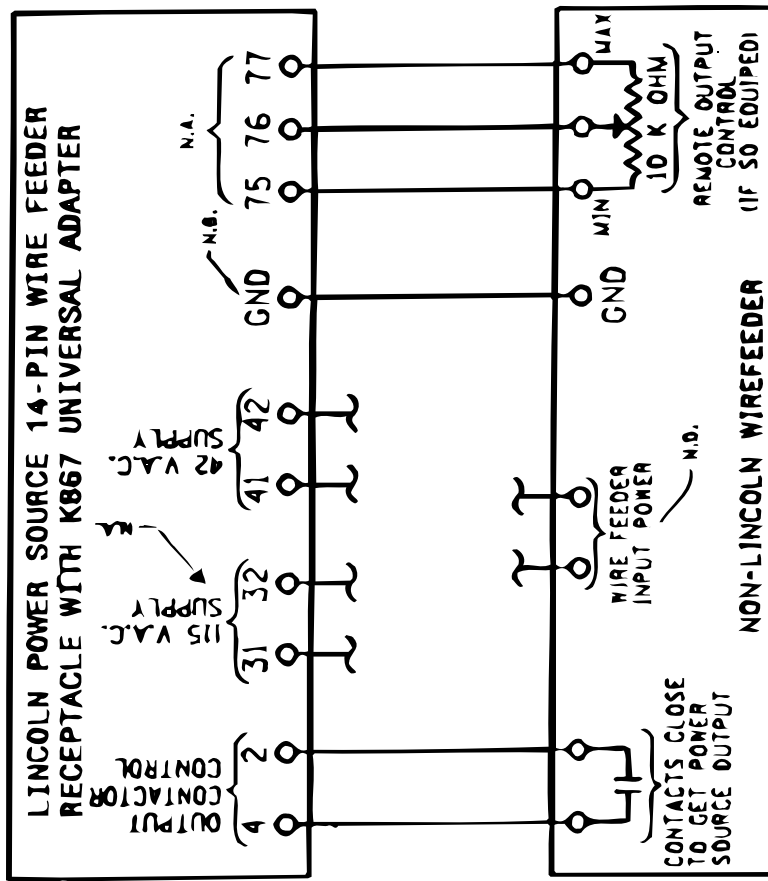 LINCOLN POWER SOURCE 14-PIN WIRE FEEDER
RECEPTACLE WITH K867 UNIVERSAL ADAPTER
OUTPUT
CONTACTOR
CONTROL
4
2
115 V.A.C.
SUPPLY
31
32
N.A.
42 V.A.C.
SUPPLY
41
42
N.B.
GND
N.A.
75
76
77
CONTACTS CLOSE
TO GET POWER
SOURCE OUTPUT
WIRE FEEDER
INPUT POWER
N.D.
GND
MIN
MAX
10 K OHM
REMOTE OUTPUT
CONTROL
(IF SO EQUIPED)
NON-LINCOLN WIREFEEDER